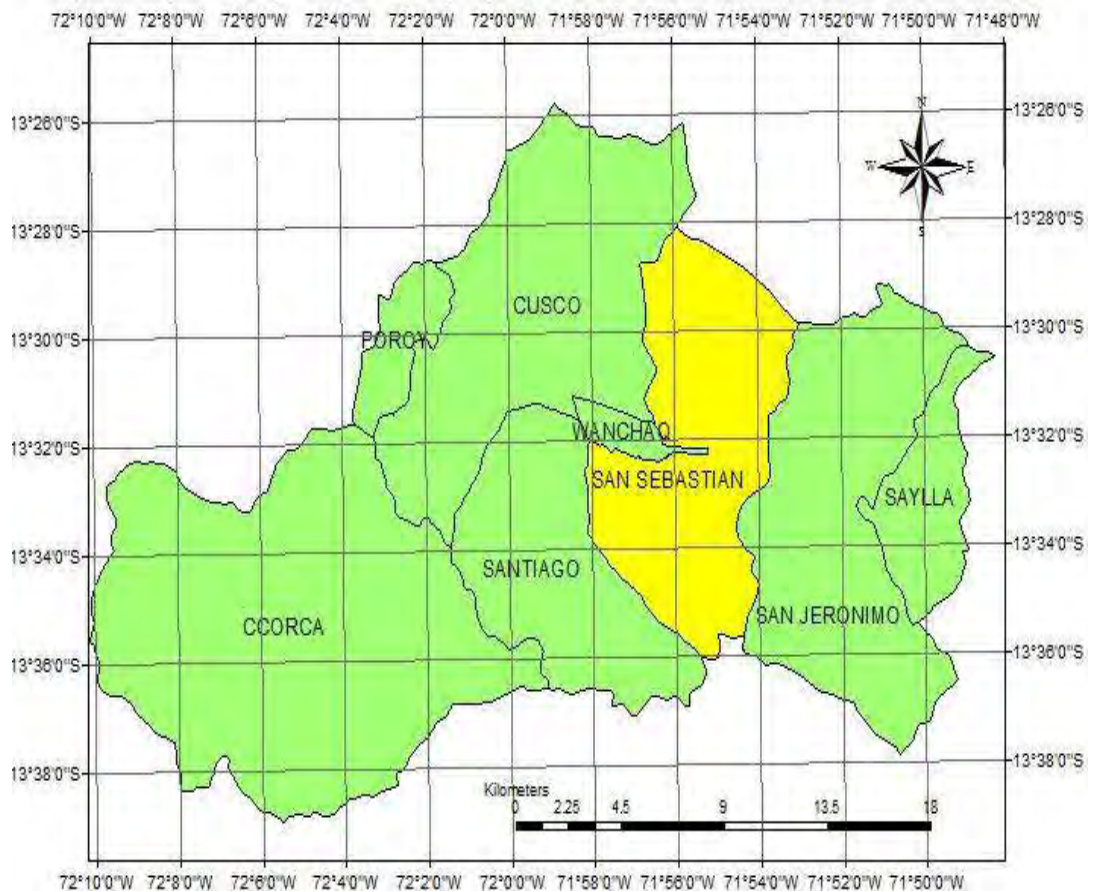 72°10'0"W 72°8'0"W 72°6'0"W 72°4'0"W 72°2'0"W 72°0'0"W 71°58'0"W 71°56'0"W 71°54'0"W 71°52'0"W 71°50'0"W 71°48'0"W
N
13°26'0"S 13°26'0"S
W E
S
13°28'0"S 13°28'0"S
CUSCO
13°30'0"S POROY 13°30'0"S
WANCHAQ
13°32'0"S 13°32'0"S
SAN SEBASTIAN
SAYLLA
13°34'0"S 13°34'0"S
SANTIAGO
SAN JERONIMO
CCORCA
13°36'0"S 13°36'0"S
13°38'0"S 13°38'0"S
Kilometers
0 2.25 4.5 9 13.5 18
72°10'0"W 72°8'0"W 72°6'0"W 72°4'0"W 72°2'0"W 72°0'0"W 71°58'0"W 71°56'0"W 71°54'0"W 71°52'0"W 71°50'0"W